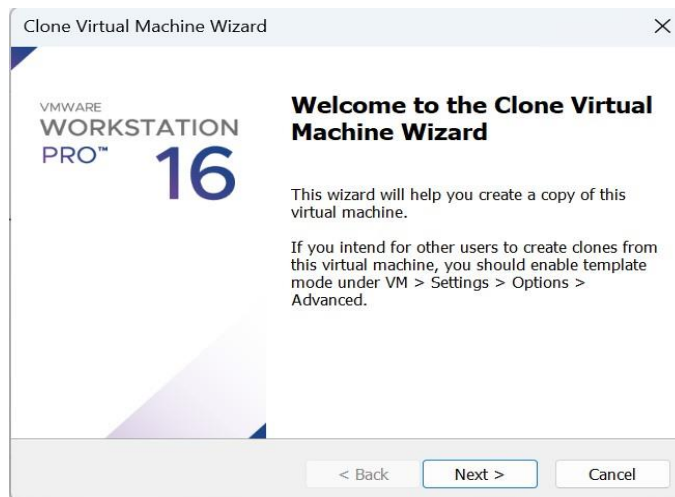 Clone Virtual Machine Wizard
VMWARE
WORKSTATION
PRO™ 16
Welcome to the Clone Virtual
Machine Wizard
This wizard will help you create a copy of this
virtual machine.
If you intend for other users to create clones from
this virtual machine, you should enable template
mode under VM > Settings > Options >
Advanced.
< Back Next > Cancel